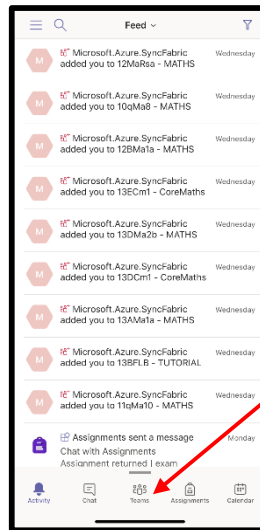 Feed
M
Microsoft.Azure.SyncFabric
Wednesday
added you to 12MaRsa - MATHS
M
Microsoft.Azure.SyncFabric
Wednesday
added you to 10qMa8 - MATHS
M
Microsoft.Azure.SyncFabric
Wednesday
added you to 12BMa1a - MATHS
M
Microsoft.Azure.SyncFabric
Wednesday
added you to 13ECm1 - CoreMaths
M
Microsoft.Azure.SyncFabric
Wednesday
added you to 13DMa2b - MATHS
M
Microsoft.Azure.SyncFabric
Wednesday
added you to 13DCm1 - CoreMaths
M
Microsoft.Azure.SyncFabric
Wednesday
added you to 13AMa1a - MATHS
M
Microsoft.Azure.SyncFabric
Wednesday
added you to 13BFLB - TUTORIAL
M
Microsoft.Azure.SyncFabric
Wednesday
added you to 11qMa10 - MATHS
Assignments sent a message
Monday
Chat with Assignments
Assignment returned | exam
Activity
Chat
Teams
Assignments
Calendar